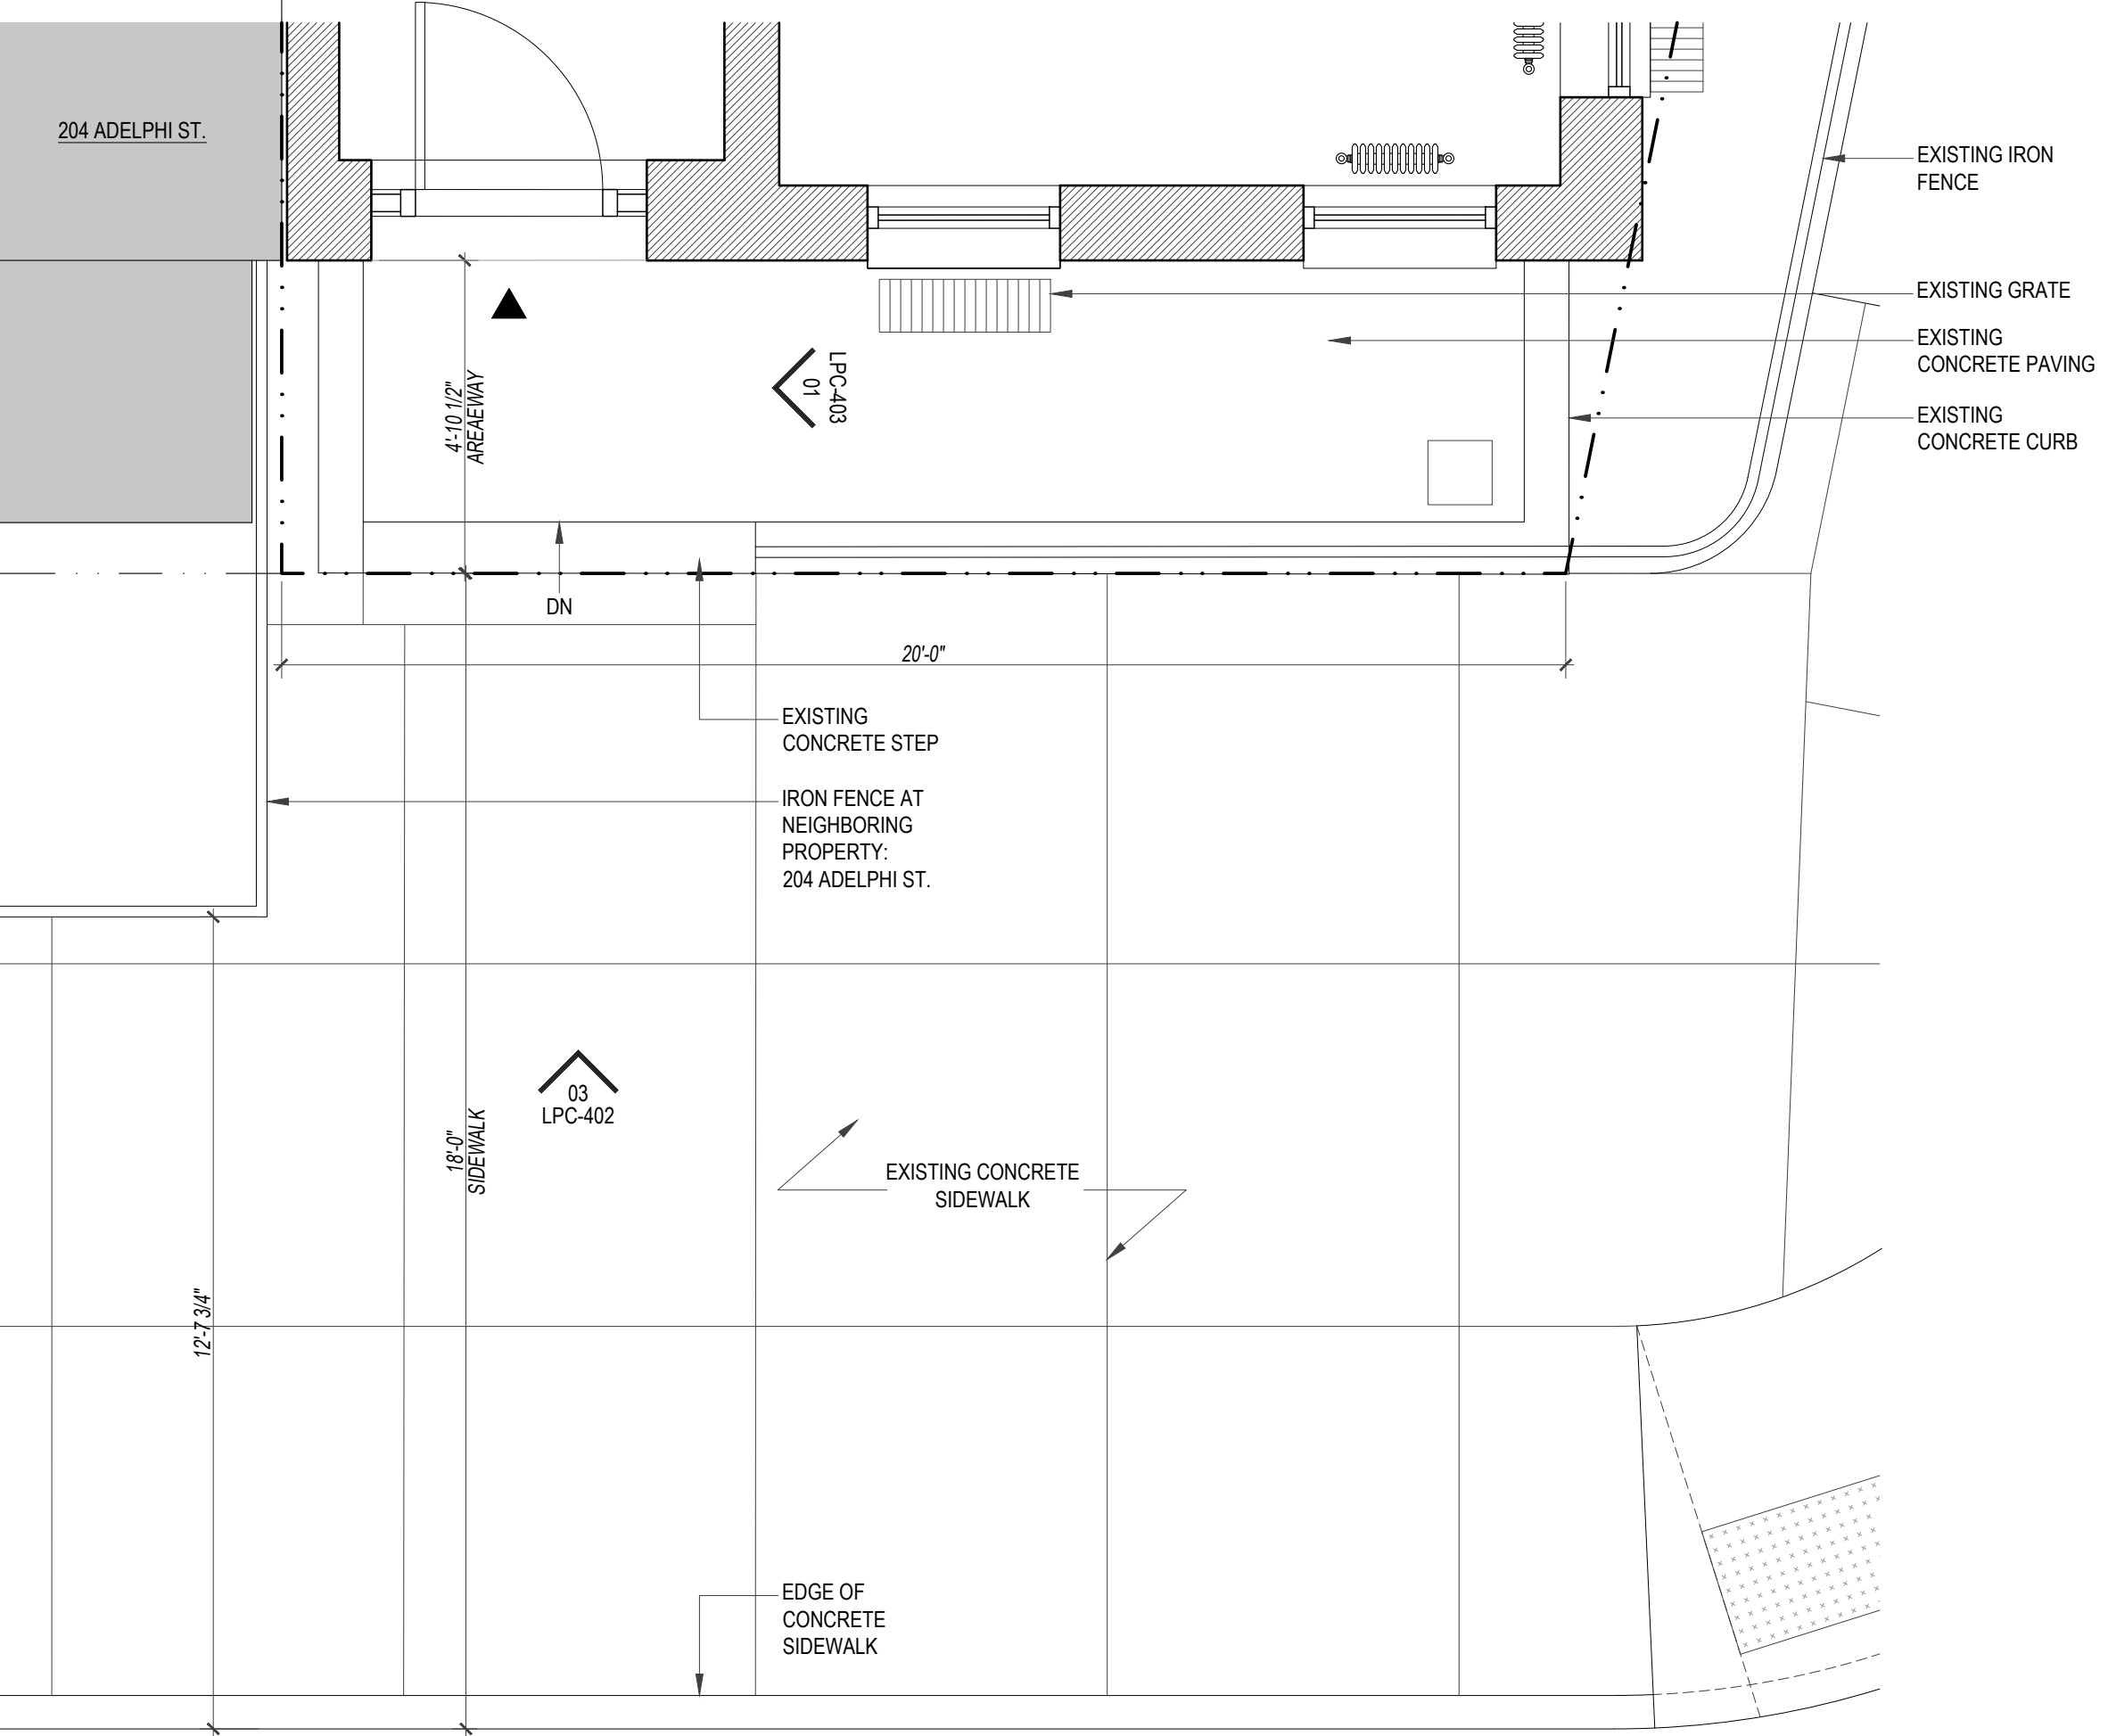 204 ADELPHI ST.
EXISTING IRON
FENCE
EXISTING GRATE
EXISTING
CONCRETE PAVING
EXISTING
CONCRETE CURB
4'-10 1/2"
AREAEWAY
LPC-403
01
DN
20'-0"
EXISTING
CONCRETE STEP
IRON FENCE AT
NEIGHBORING
PROPERTY:
204 ADELPHI ST.
03
LPC-402
18'-0"
SIDEWALK
EXISTING CONCRETE
SIDEWALK
12'-7 3/4"
EDGE OF
CONCRETE
SIDEWALK